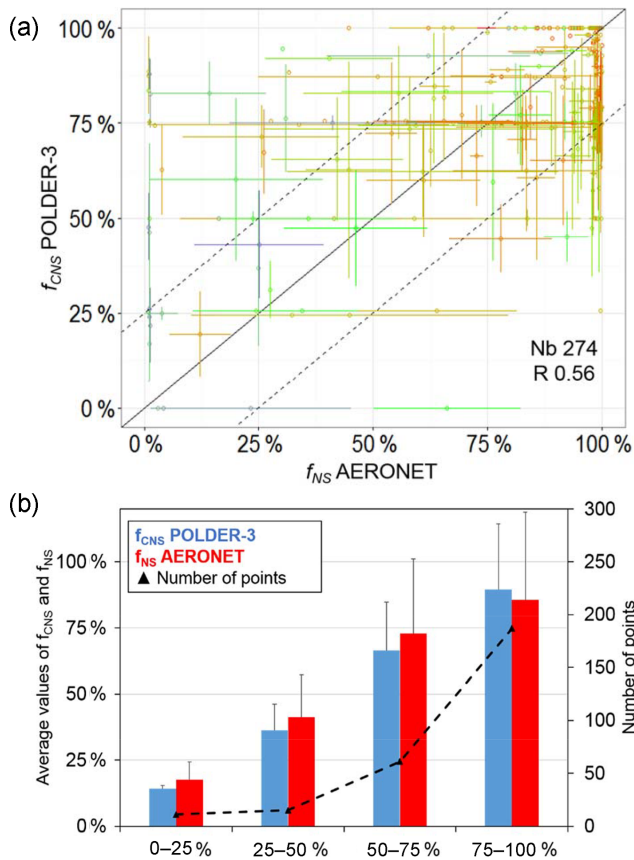 (a)
100 %
75 %
50 %
25 %
0 %
fCNS POLDER-3
Nb 274
R 0.56
0 %
25 %
50 %
75 %
100 %
fNS AERONET
(b)
fCNS POLDER-3
fNS AERONET
▲ Number of points
100 %
75 %
50 %
25 %
0 %
Average values of fCNS and fNS
300
250
200
150
100
50
0
Number of points
0–25 %
25–50 %
50–75 %
75–100 %